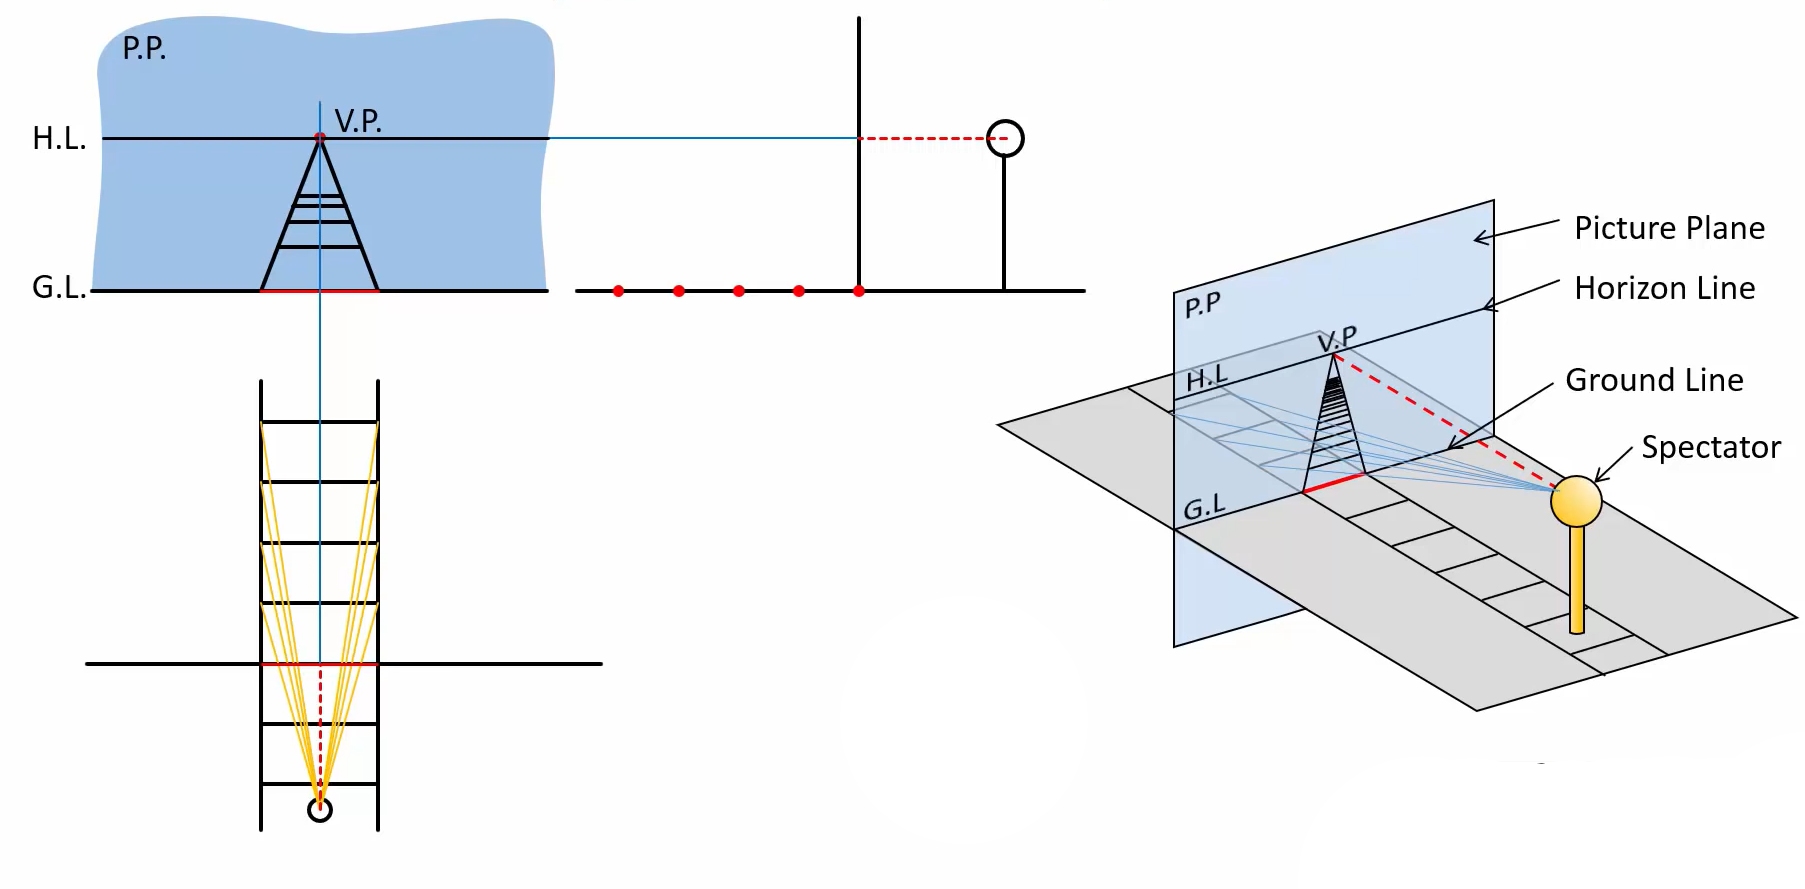 P.P.
V.P.
H.L.
G.L.
Picture Plane
Horizon Line
P.P
V.P
H.L
Ground Line
Spectator
G.L